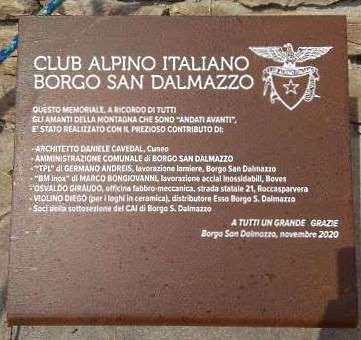 CLUB ALPINO ITALIANO
BORGO SAN DALMAZZO
CLUB ALPINO ITALIANO
QUESTO MEMORIALE, A RICORDO DI TUTTI
GLI AMANTI DELLA MONTAGNA CHE SONO "ANDATI AVANTI",
E' STATO REALIZZATO CON IL PREZIOSO CONTRIBUTO DI:
- ARCHITETTO DANIELE CAVEDAL, Cuneo
- AMMINISTRAZIONE COMUNALE di BORGO SAN DALMAZZO
- "TPL" di GERMANO ANDREIS, lavorazione lamiere, Borgo San Dalmazzo
- "BM inox" di MARCO BONGIOVANNI, lavorazione acciai inossidabili, Boves
- OSVALDO GIRAUDO, officina fabbro-meccanica, strada statale 21, Roccasparvera
- VIOLINO DIEGO (per i loghi in ceramica), distributore Esso Borgo S. Dalmazzo
- Soci della sottosezione del CAI di Borgo S. Dalmazzo
A TUTTI UN GRANDE GRAZIE
Borgo San Dalmazzo, novembre 2020